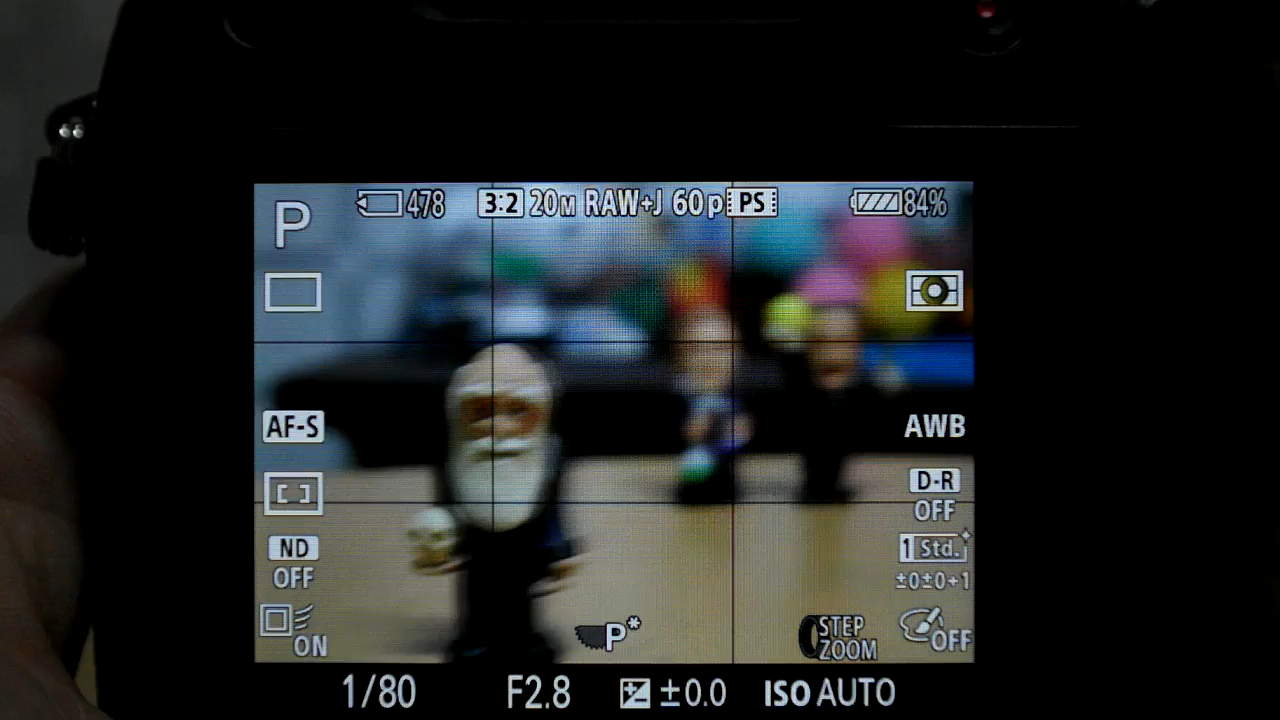 P 478 3:2 20M RAW+J 60p PS 84%
AF-S AWB
D-R
OFF
ND
OFF
1 Std.
±0±0+1
ON
P*
STEP
ZOOM
OFF
1/80 F2.8 ±0.0 ISO AUTO